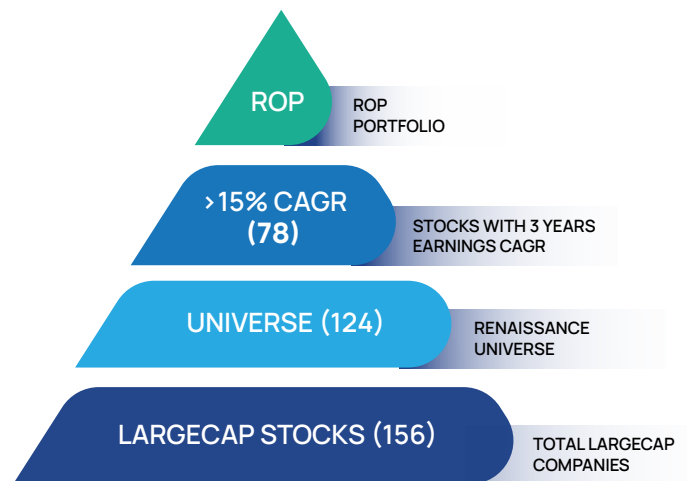 ROP
ROP
PORTFOLIO
>15% CAGR
(78)
STOCKS WITH 3 YEARS
EARNINGS CAGR
UNIVERSE (124)
RENAISSANCE
UNIVERSE
LARGECAP STOCKS (156)
TOTAL LARGECAP
COMPANIES